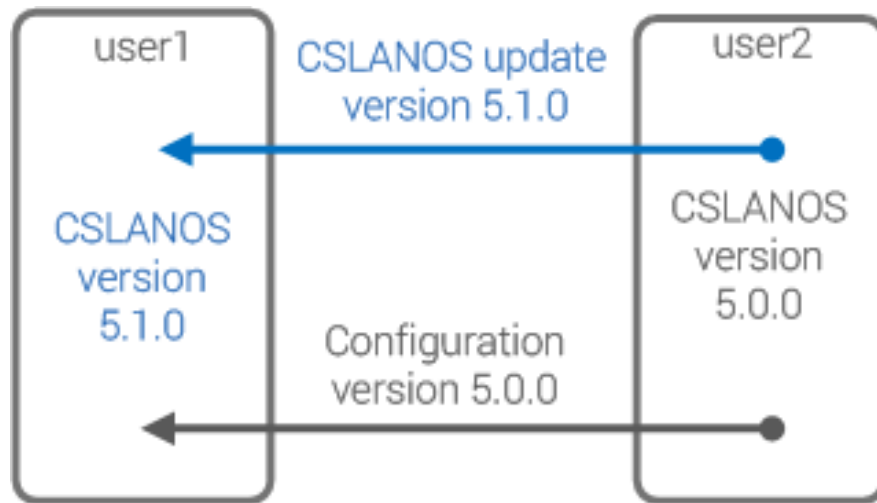 user1
CSLANOS update
version 5.1.0
user2
CSLANOS
version
5.1.0
CSLANOS
version
5.0.0
Configuration
version 5.0.0